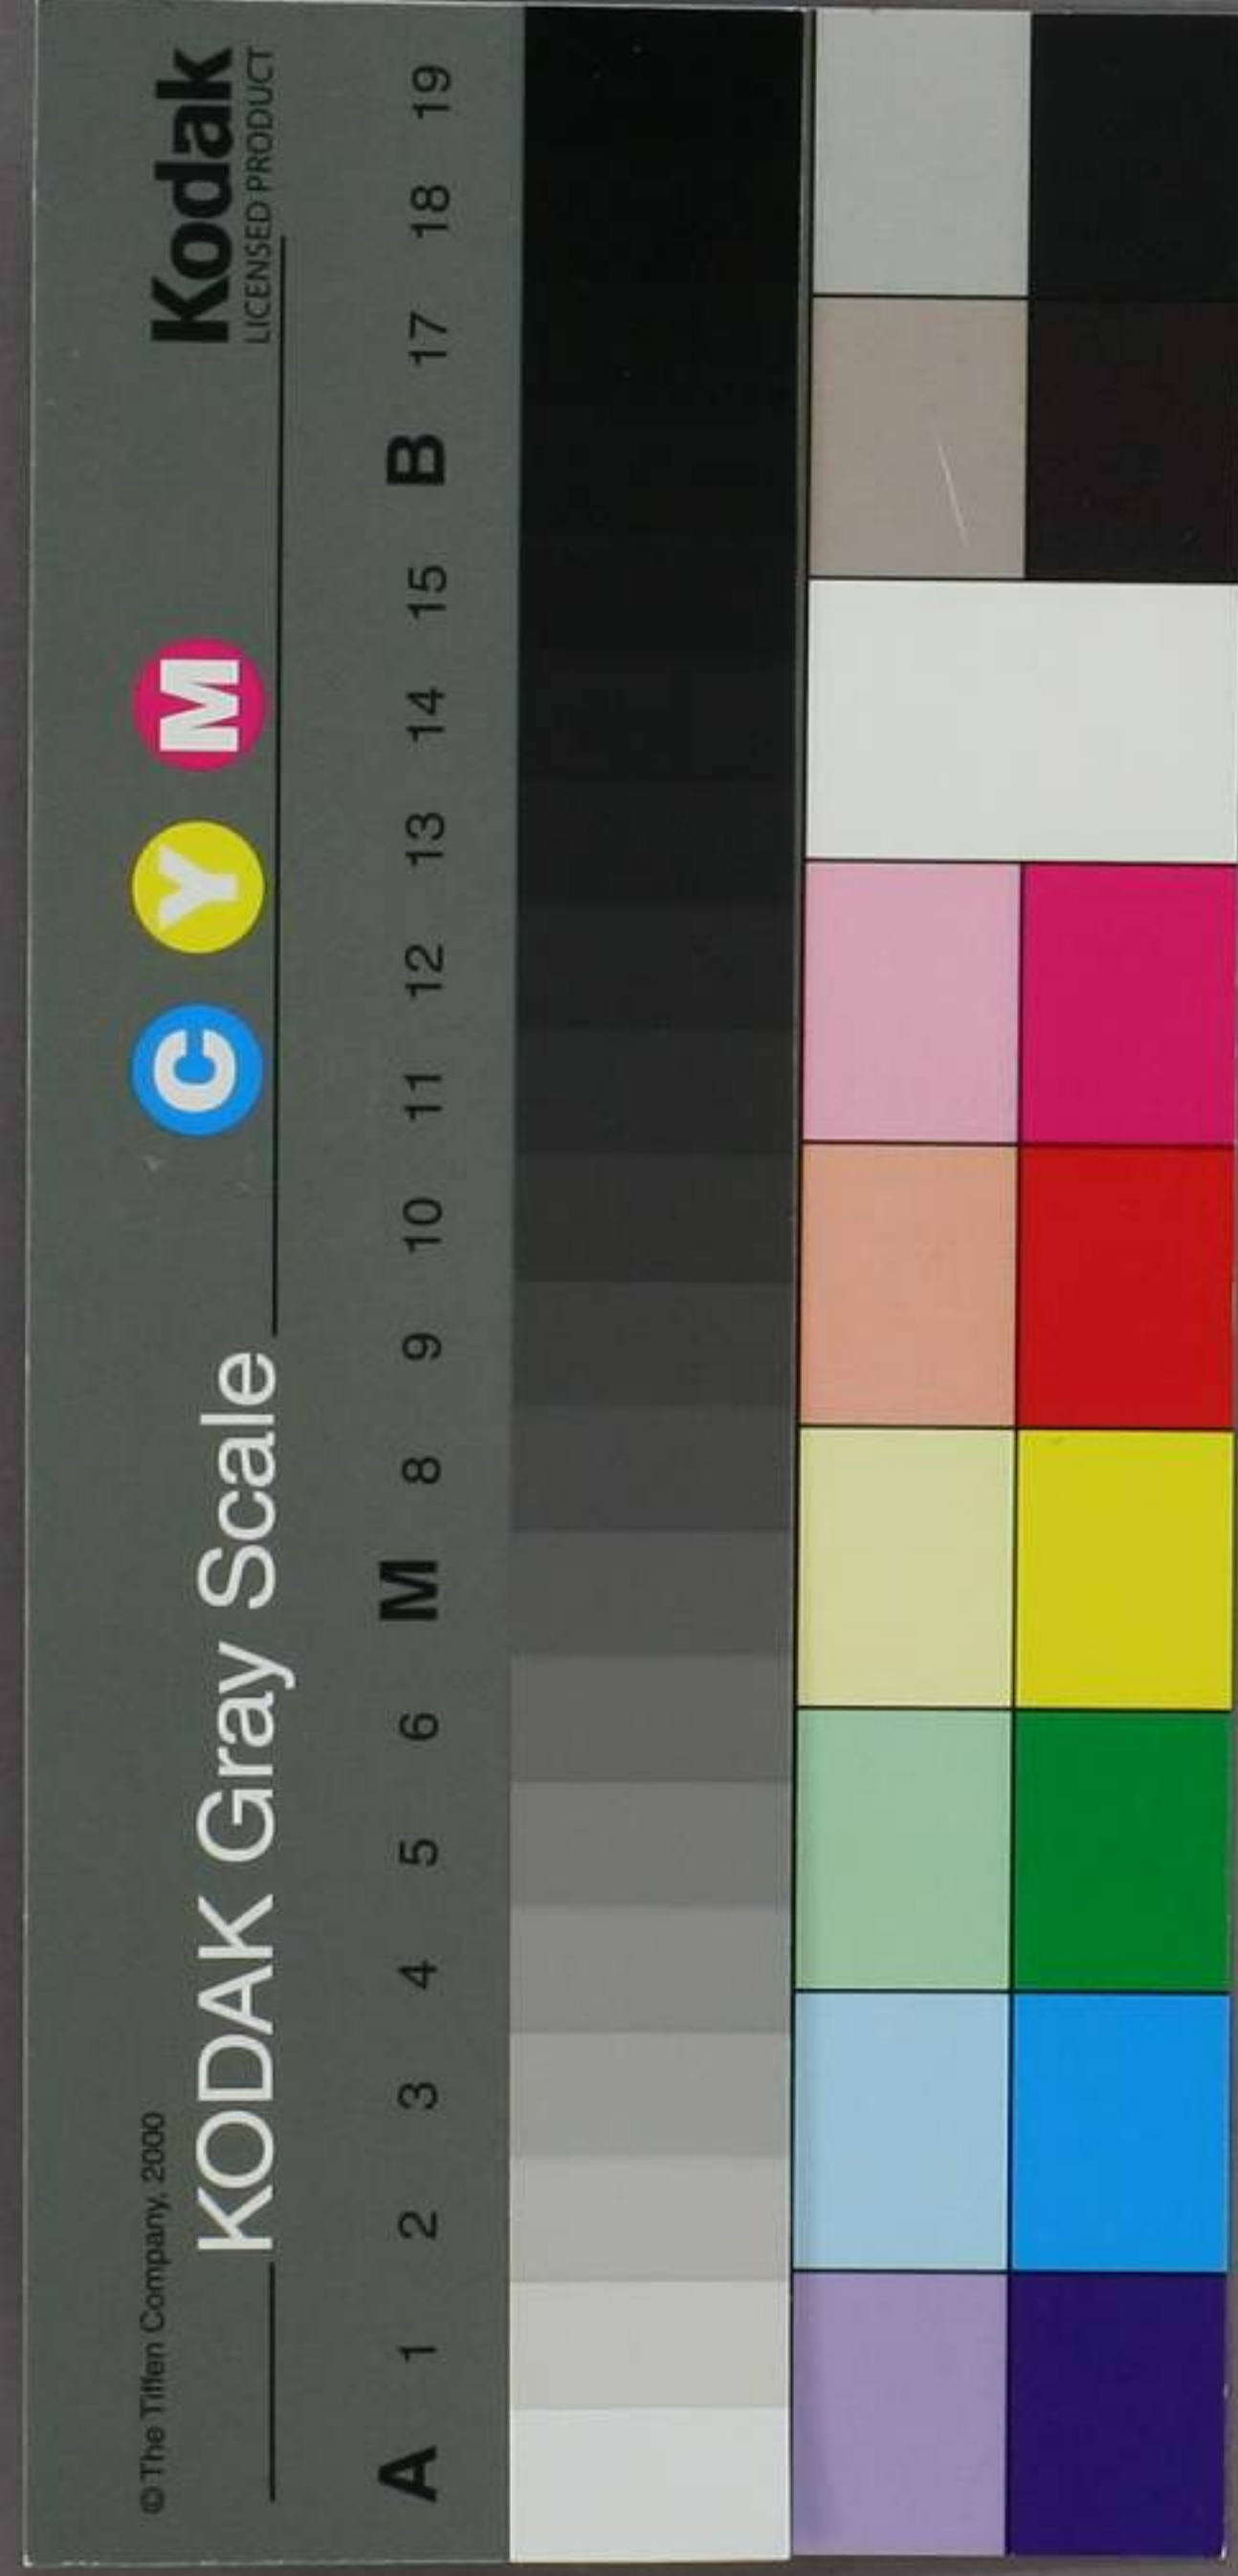 © The Tiffen Company, 2000
KODAK Gray Scale
C Y M
Kodak
LICENSED PRODUCT
A 1 2 3 4 5 6 M 8 9 10 11 12 13 14 15 B 17 18 19